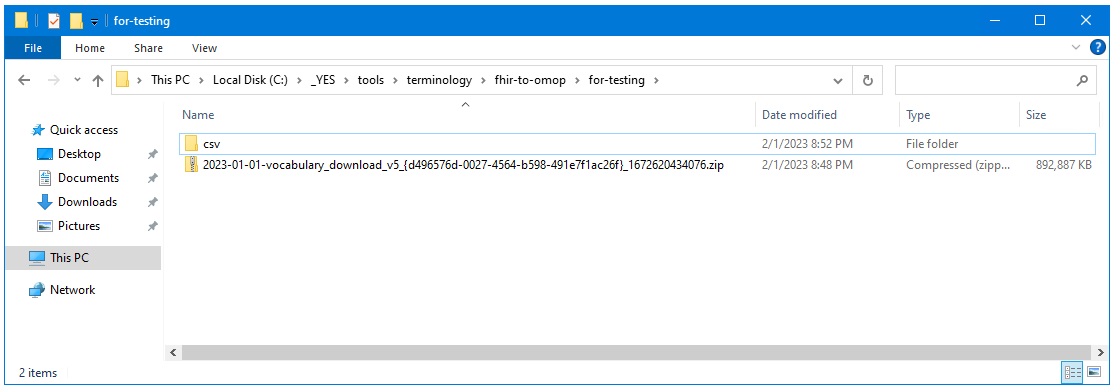 for-testing
File Home Share View
This PC > Local Disk (C:) > _YES > tools > terminology > fhir-to-omop > for-testing >
Name Date modified Type Size
Quick access
csv 2/1/2023 8:52 PM File folder
Desktop
2023-01-01-vocabulary_download_v5_{d496576d-0027-4564-b598-491e7f1ac26f}_1672620434076.zip 2/1/2023 8:48 PM Compressed (zipp... 892,887 KB
Documents
Downloads
Pictures
This PC
Network
2 items